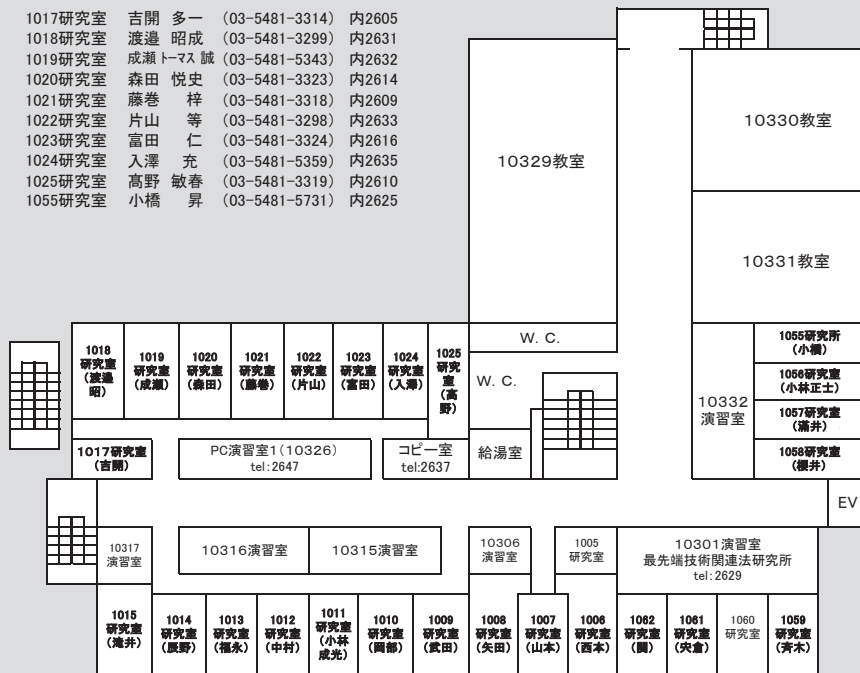 1017研究室 吉開 多一 （03-5481-3314） 内2605
1018研究室 渡邉 昭成 （03-5481-3299） 内2631
1019研究室 成瀬 トーマス 誠 （03-5481-5343） 内2632
1020研究室 森田 悦史 （03-5481-3323） 内2614
1021研究室 藤巻 梓 （03-5481-3318） 内2609
1022研究室 片山 等 （03-5481-3298） 内2633
1023研究室 富田 仁 （03-5481-3324） 内2616
1024研究室 入澤 充 （03-5481-5359） 内2635
1025研究室 髙野 敏春 （03-5481-3319） 内2610
1055研究室 小橋 昇 （03-5481-5731） 内2625
10329教室
10330教室
10331教室
1018
研究室
（渡邉
昭）
1019
研究室
（成瀬）
1020
研究室
（森田）
1021
研究室
（藤巻）
1022
研究室
（片山）
1023
研究室
（富田）
1024
研究室
（入澤）
1025
研究
室
（髙
野）
W. C.
W. C.
10332
演習室
1055研究所
（小橋）
1056研究室
（小林正士）
1057研究室
（満井）
1058研究室
（櫻井）
1017研究室
（吉開）
PC演習室1（10326）
tel:2647
コピー室
tel:2637
給湯室
EV
10317
演習室
10316演習室
10315演習室
10306
演習室
1005
研究室
10301演習室
最先端技術関連法研究所
tel:2629
1015
研究室
（滝井）
1014
研究室
（辰野）
1013
研究室
（福永）
1012
研究室
（中村）
1011
研究室
（小林
成光）
1010
研究室
（岡部）
1009
研究室
（武田）
1008
研究室
（矢田）
1007
研究室
（山本）
1006
研究室
（西本）
1062
研究室
（関）
1061
研究室
（宍倉）
1060
研究室
1059
研究室
（斉木）